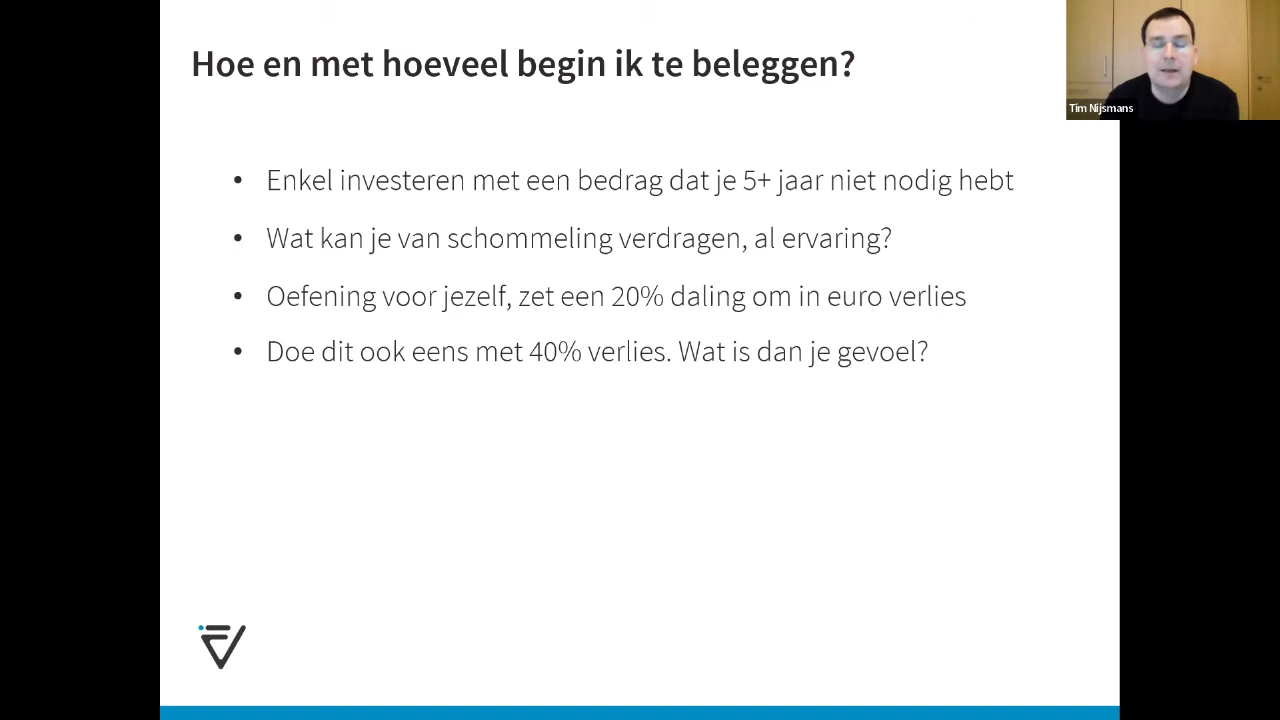 Hoe en met hoeveel begin ik te beleggen?
Tim Nijsmans
• Enkel investeren met een bedrag dat je 5+ jaar niet nodig hebt
• Wat kan je van schommeling verdragen, al ervaring?
• Oefening voor jezelf, zet een 20% daling om in euro verlies
• Doe dit ook eens met 40% verlies. Wat is dan je gevoel?